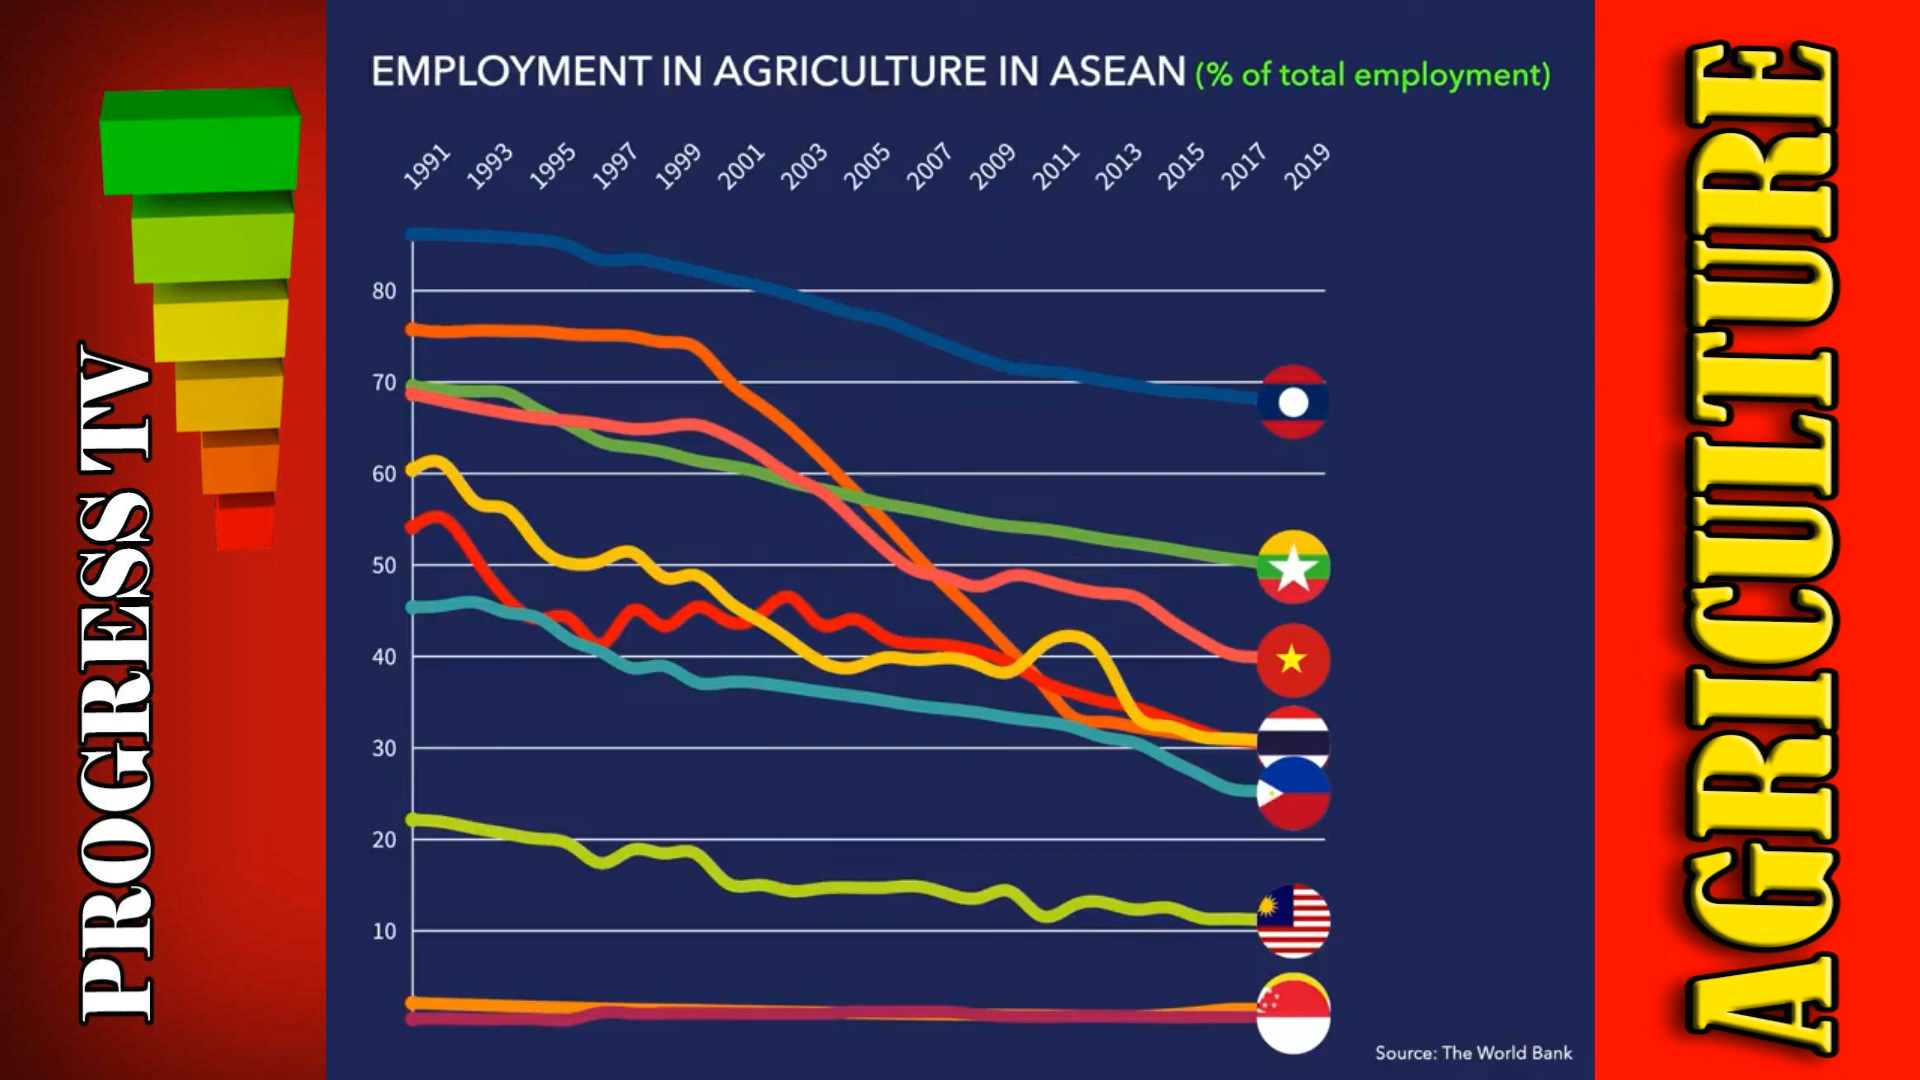 PROGRESS TV
EMPLOYMENT IN AGRICULTURE IN ASEAN (% of total employment)
1991 1993 1995 1997 1999 2001 2003 2005 2007 2009 2011 2013 2015 2017 2019
80
70
60
50
40
30
20
10
Source: The World Bank
AGRICULTURE